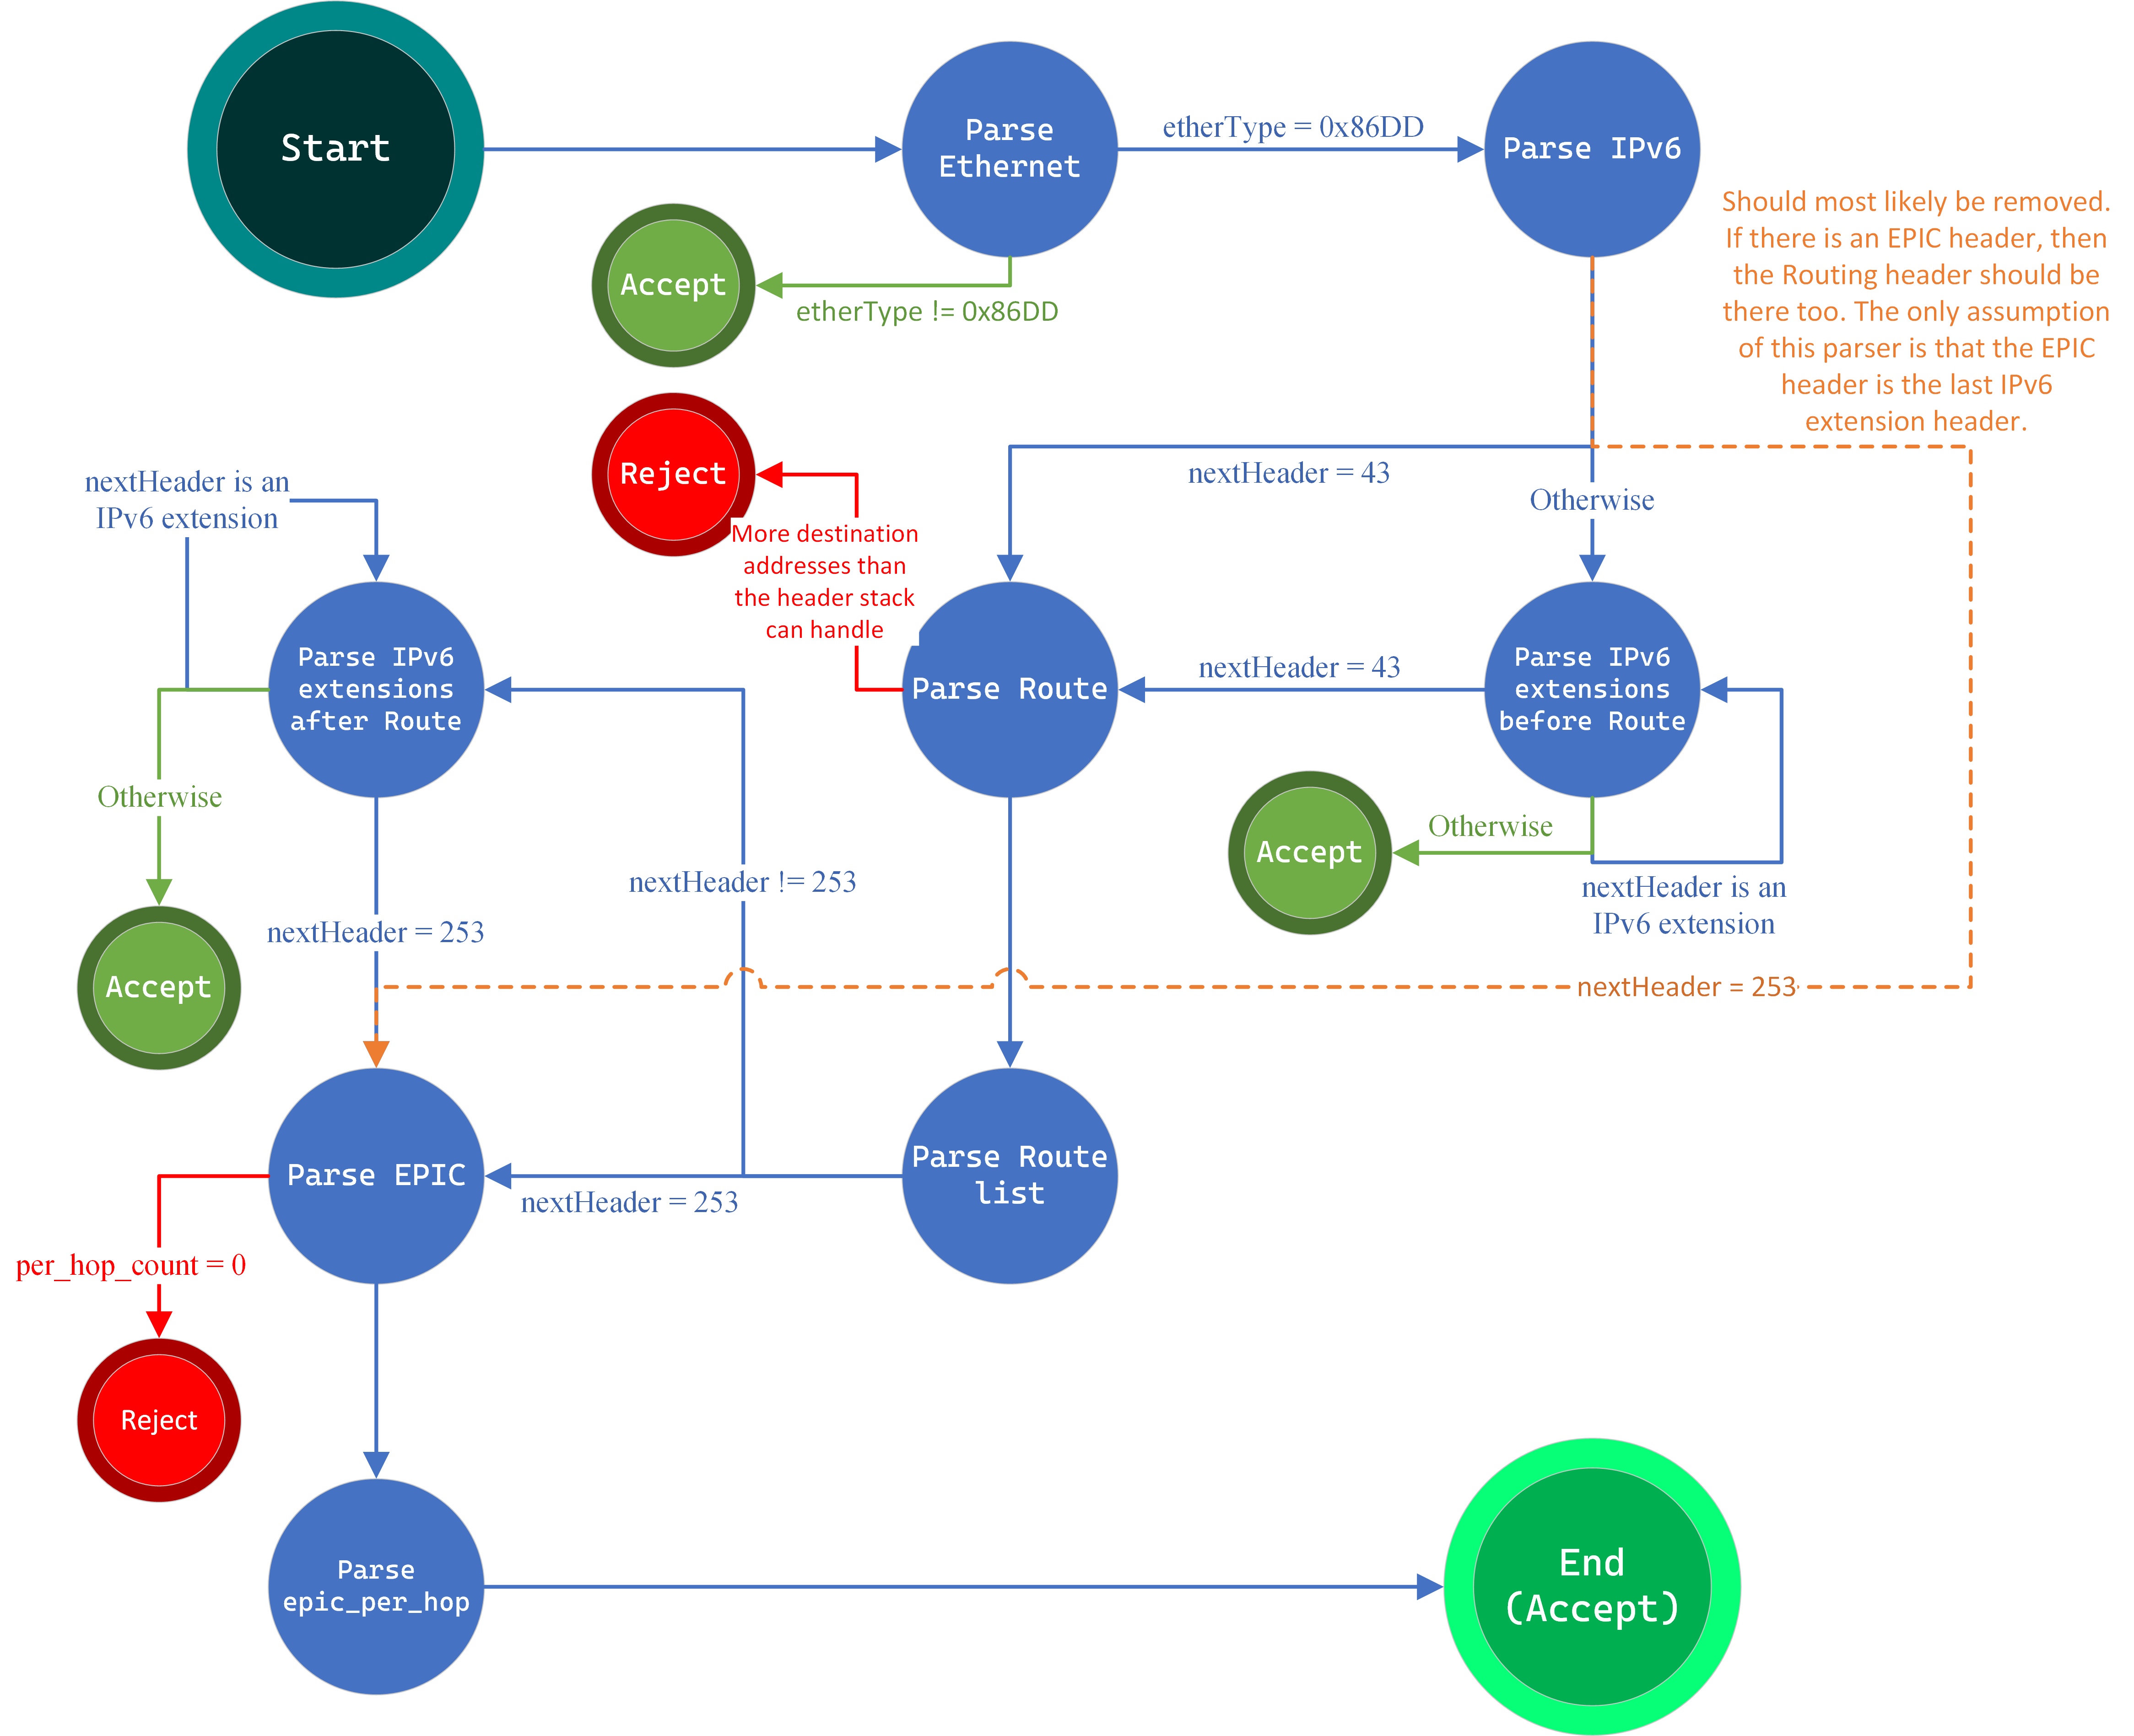 Start
Parse
Ethernet
etherType = 0x86DD
Parse IPv6
Accept
etherType != 0x86DD
Should most likely be removed.
If there is an EPIC header, then
the Routing header should be
there too. The only assumption
of this parser is that the EPIC
header is the last IPv6
extension header.
Reject
nextHeader = 43
nextHeader is an
IPv6 extension
Otherwise
More destination
addresses than
the header stack
can handle
Parse IPv6
extensions
after Route
Parse Route
nextHeader = 43
Parse IPv6
extensions
before Route
Otherwise
Otherwise
Accept
nextHeader != 253
nextHeader is an
IPv6 extension
nextHeader = 253
Accept
nextHeader = 253
Parse EPIC
nextHeader = 253
Parse Route
list
per_hop_count = 0
Reject
Parse
epic_per_hop
End
(Accept)